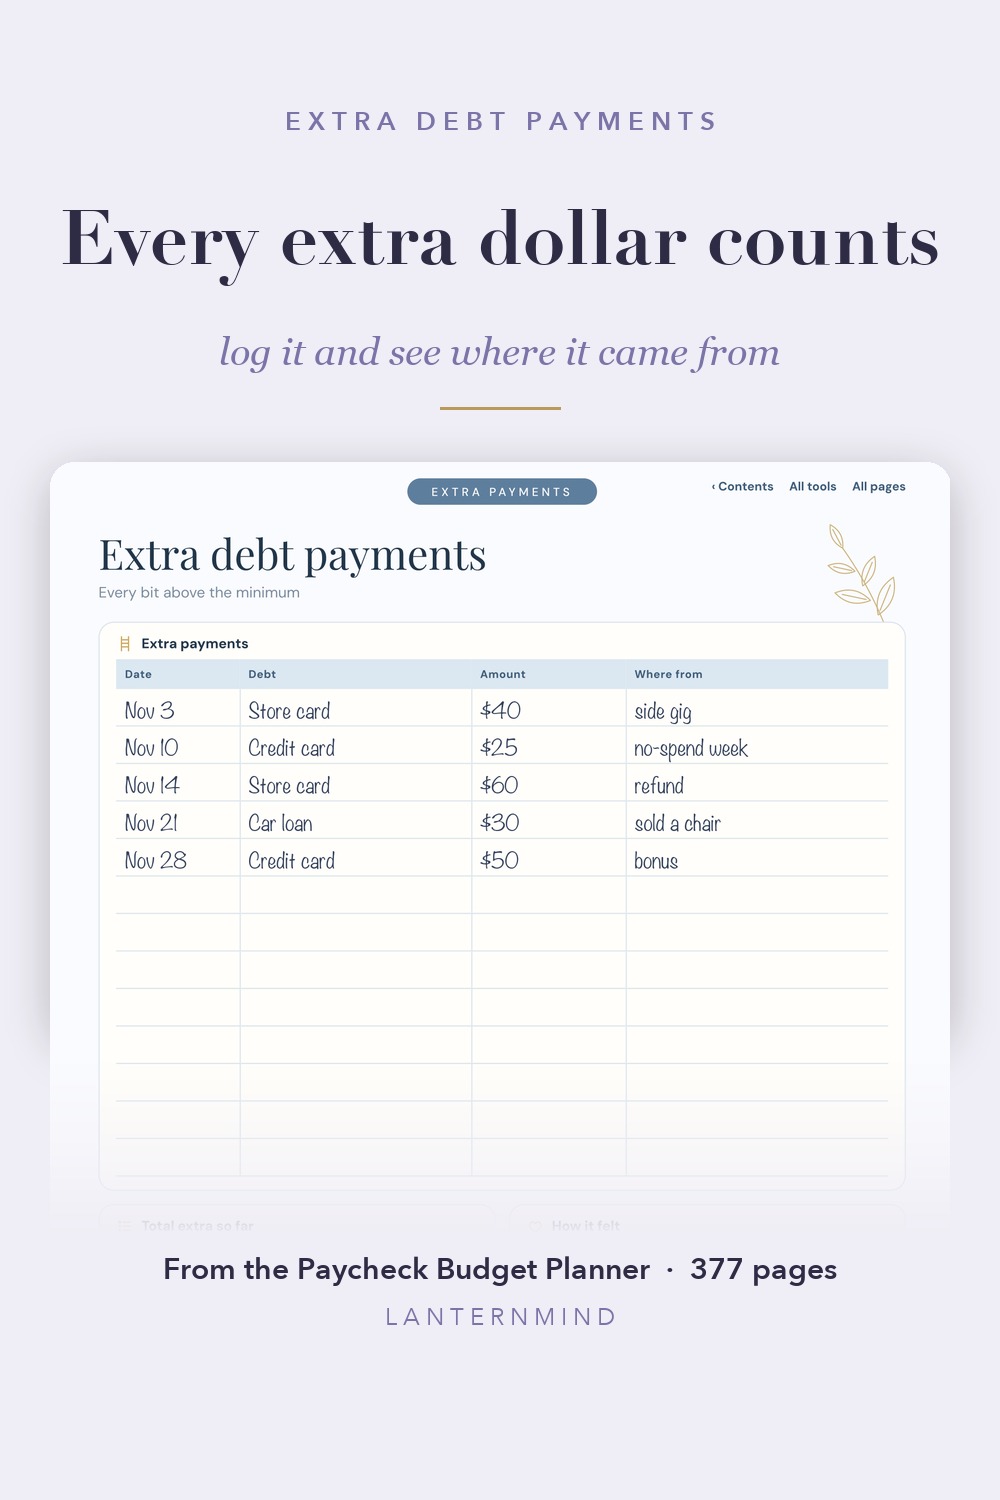 EXTRA DEBT PAYMENTS
Every extra dollar counts
log it and see where it came from
EXTRA PAYMENTS
‹ Contents All tools All pages
Extra debt payments
Every bit above the minimum
Extra payments
Date Debt Amount Where from
Nov 3 Store card $40 side gig
Nov 10 Credit card $25 no-spend week
Nov 14 Store card $60 refund
Nov 21 Car loan $30 sold a chair
Nov 28 Credit card $50 bonus
Total extra so far How it felt
From the Paycheck Budget Planner · 377 pages
LANTERNMIND